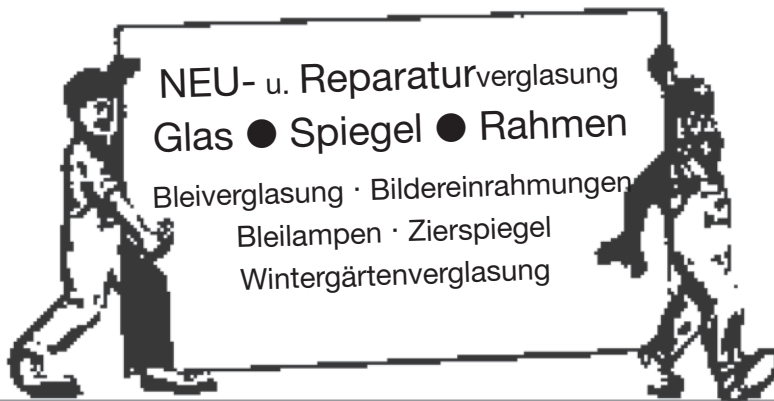 NEU- u. Reparaturverglasung
Glas ● Spiegel ● Rahmen
Bleiverglasung · Bildereinrahmungen
Bleilampen · Zierspiegel
Wintergärtenverglasung